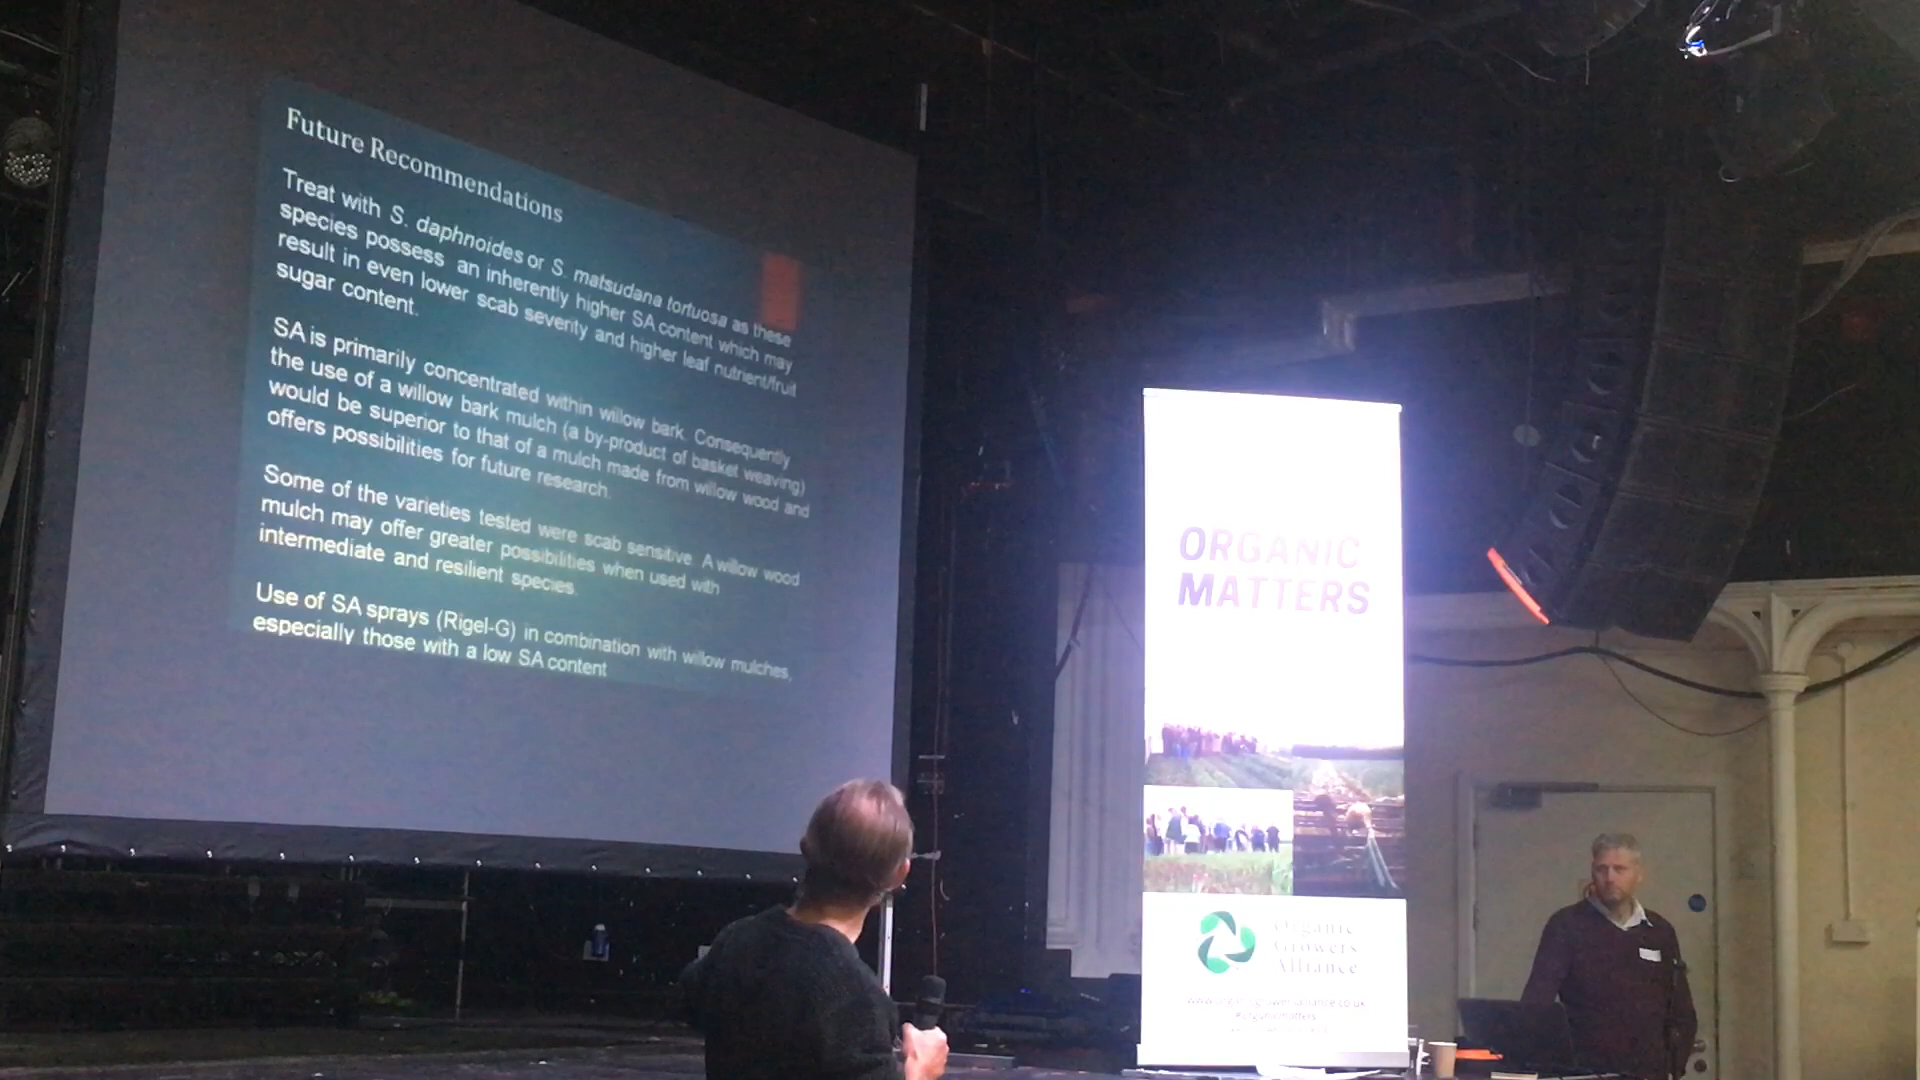 Future Recommendations
Treat with S. daphnoides or S. matsudana tortuosa as these
species possess an inherently higher SA content which may
result in even lower scab severity and higher leaf nutrient/fruit
sugar content.
SA is primarily concentrated within willow bark. Consequently
the use of a willow bark mulch (a by-product of basket weaving)
would be superior to that of a mulch made from willow wood and
offers possibilities for future research.
Some of the varieties tested were scab sensitive. A willow wood
mulch may offer greater possibilities when used with
intermediate and resilient species.
Use of SA sprays (Rigel-G) in combination with willow mulches,
especially those with a low SA content
ORGANIC
MATTERS
Organic
Growers
Alliance